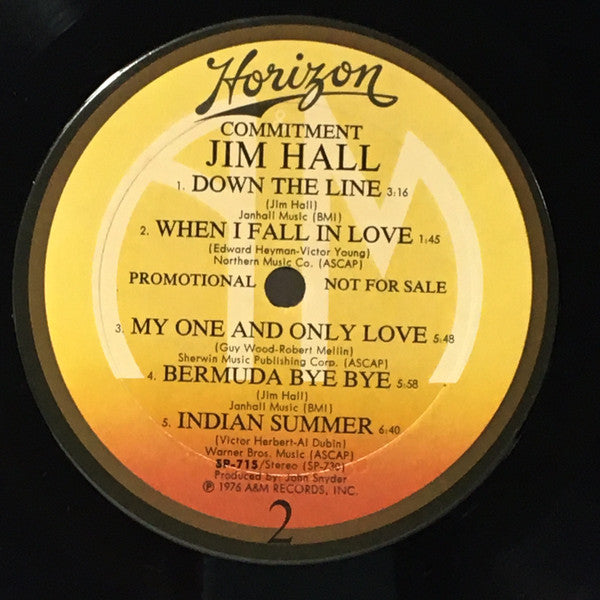 Horizon
COMMITMENT
JIM HALL
1. DOWN THE LINE 3:16
(Jim Hall)
Janhall Music (BMI)
2. WHEN I FALL IN LOVE 1:45
(Edward Heyman-Victor Young)
Northern Music Co. (ASCAP)
PROMOTIONAL NOT FOR SALE
3. MY ONE AND ONLY LOVE 5:48
(Guy Wood-Robert Mellin)
Sherwin Music Publishing Corp. (ASCAP)
4. BERMUDA BYE BYE 5:58
(Jim Hall)
Janhall Music (BMI)
5. INDIAN SUMMER 6:40
(Victor Herbert-Al Dubin)
Warner Bros. Music (ASCAP)
SP-715/Stereo (SP-730)
Produced by: John Snyder
℗ 1976 A&M RECORDS, INC.
2